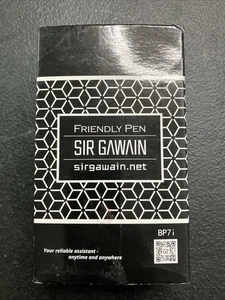 FRIENDLY PEN
SIR GAWAIN
sirgawain.net
BP7i
Your reliable assistant -
anytime and anywhere